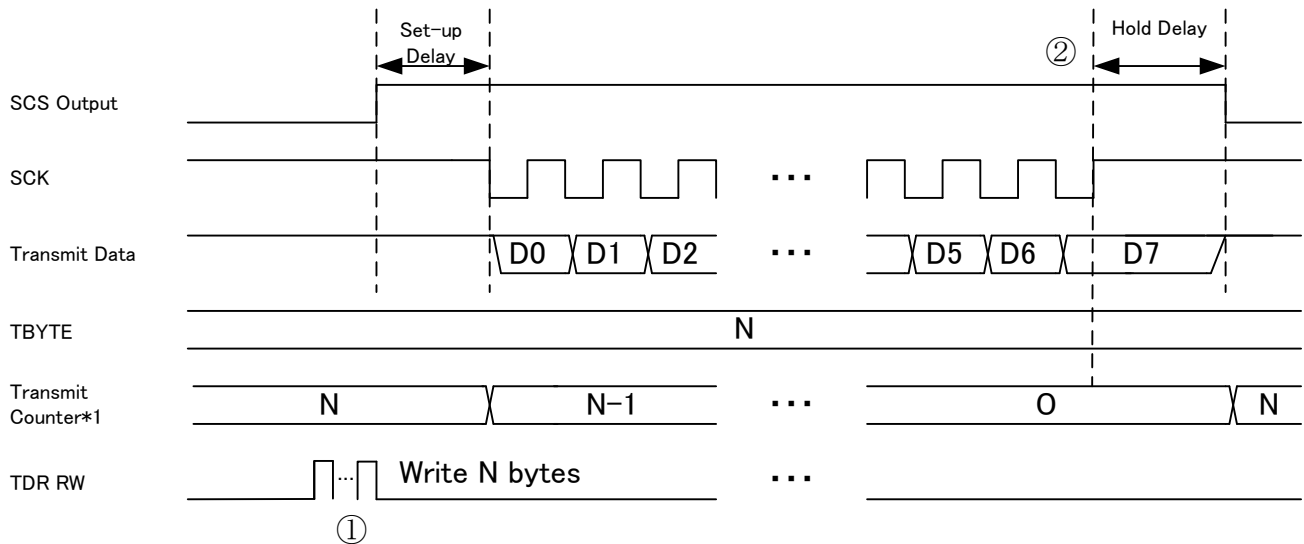 Set-up
Delay
Hold Delay
②
SCS Output
SCK
...
Transmit Data
D0 D1 D2 ... D5 D6 D7
TBYTE
N
Transmit
Counter*1
N N-1 ... 0 N
TDR RW
... Write N bytes ...
①